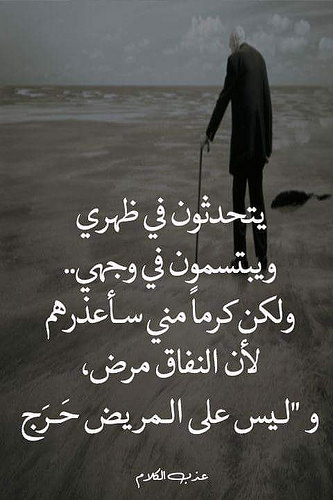 يتحدثون في ظهري
ويبتسمون في وجهي..
ولكن كرماً مني سأعذرهم
لأن النفاق مرض،
و "ليس على المريض حَرَج
عذب الكلام